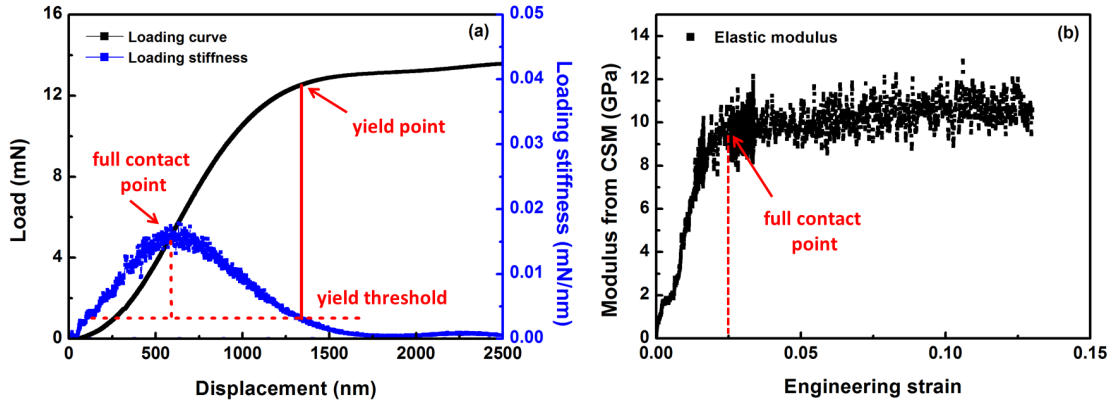 (a)
Loading curve
Loading stiffness
yield point
full contact
point
yield threshold
Load (mN)
16
12
8
4
0
0.05
0.04
0.03
0.02
0.01
0.00
Loading stiffness (mN/nm)
0 500 1000 1500 2000 2500
Displacement (nm)
(b)
Elastic modulus
full contact
point
Modulus from CSM (GPa)
14
12
10
8
6
4
2
0
0.00 0.05 0.10 0.15
Engineering strain